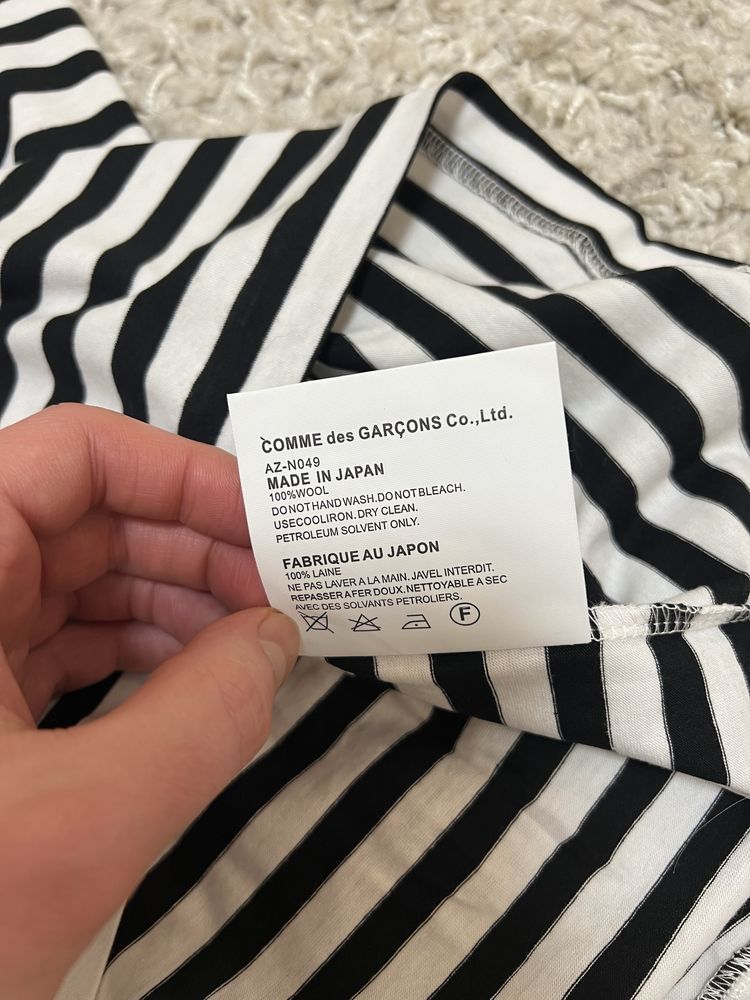 COMME des GARÇONS Co.,Ltd.
AZ-N049
MADE IN JAPAN
100%WOOL
DO NOT HAND WASH.DO NOT BLEACH.
USECOOLIRON. DRY CLEAN.
PETROLEUM SOLVENT ONLY.
FABRIQUE AU JAPON
100% LAINE
NE PAS LAVER A LA MAIN. JAVEL INTERDIT.
REPASSER A FER DOUX. NETTOYABLE A SEC
AVEC DES SOLVANTS PETROLIERS.
F